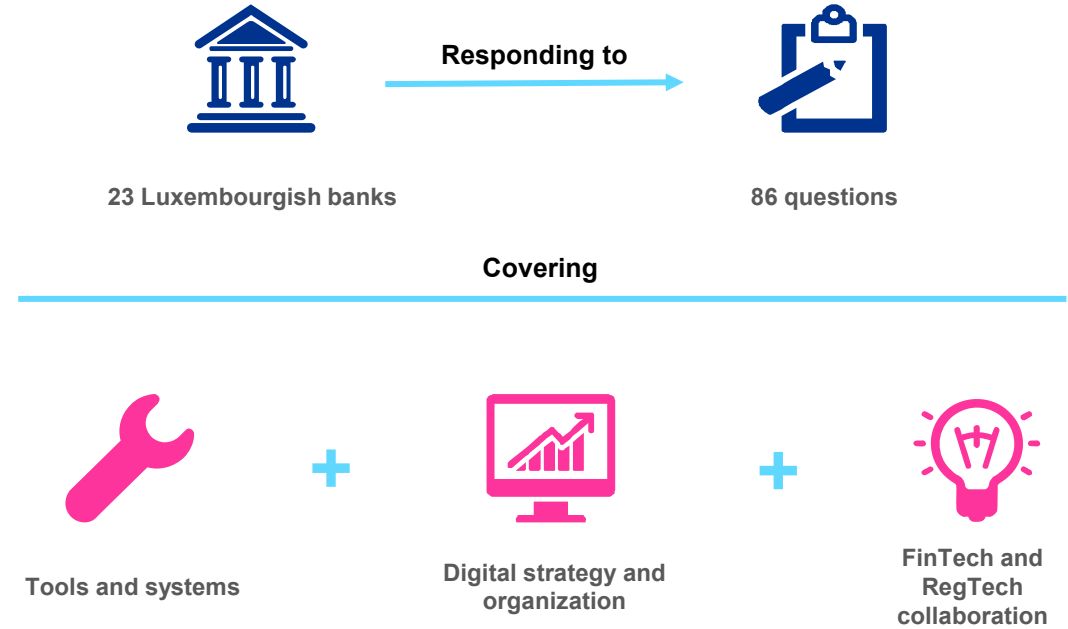 Responding to
23 Luxembourgish banks
86 questions
Covering
Tools and systems
Digital strategy and
organization
FinTech and
RegTech
collaboration